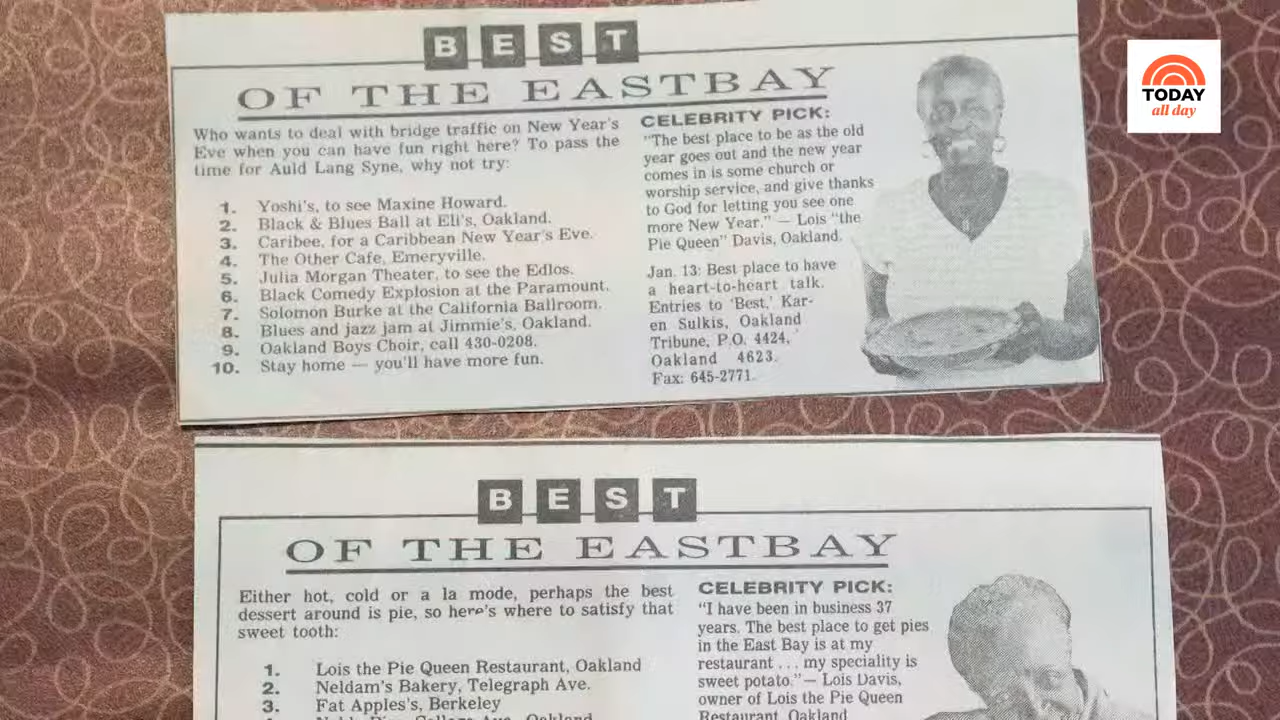 BEST
OF THE EASTBAY
Who wants to deal with bridge traffic on New Year's
Eve when you can have fun right here? To pass the
time for Auld Lang Syne, why not try:
1. Yoshi's, to see Maxine Howard.
2. Black & Blues Ball at Eli's, Oakland.
3. Caribee, for a Caribbean New Year's Eve.
4. The Other Cafe, Emeryville.
5. Julia Morgan Theater, to see the Edlos.
6. Black Comedy Explosion at the Paramount.
7. Solomon Burke at the California Ballroom.
8. Blues and jazz jam at Jimmie's, Oakland.
9. Oakland Boys Choir, call 430-0208.
10. Stay home — you'll have more fun.
CELEBRITY PICK:
"The best place to be as the old
year goes out and the new year
comes in is some church or
worship service, and give thanks
to God for letting you see one
more New Year." — Lois "the
Pie Queen" Davis, Oakland.
Jan. 13: Best place to have
a heart-to-heart talk.
Entries to 'Best,' Kar-
en Sulkis, Oakland
Tribune, P.O. 4424,
Oakland 4623.
Fax: 645-2771.
TODAY
all day
BEST
OF THE EASTBAY
Either hot, cold or a la mode, perhaps the best
dessert around is pie, so here's where to satisfy that
sweet tooth:
1. Lois the Pie Queen Restaurant, Oakland
2. Neldam's Bakery, Telegraph Ave.
3. Fat Apples's, Berkeley
CELEBRITY PICK:
"I have been in business 37
years. The best place to get pies
in the East Bay is at my
restaurant . . . my speciality is
sweet potato." — Lois Davis,
owner of Lois the Pie Queen
Restaurant, Oakland